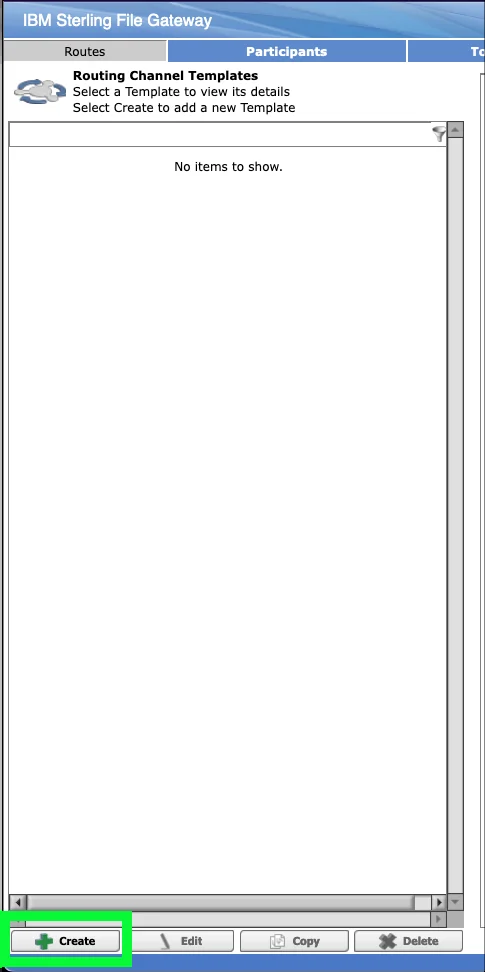 IBM Sterling File Gateway
Routes
Participants
Routing Channel Templates
Select a Template to view its details
Select Create to add a new Template
No items to show.
Create
Edit
Copy
Delete